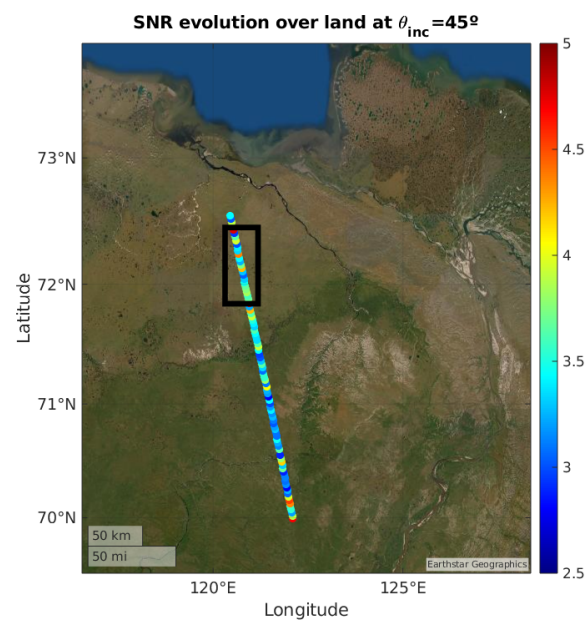 SNR evolution over land at θinc=45º
5
4.5
4
3.5
3
2.5
73°N
72°N
71°N
70°N
Latitude
50 km
50 mi
Earthstar Geographics
120°E
125°E
Longitude